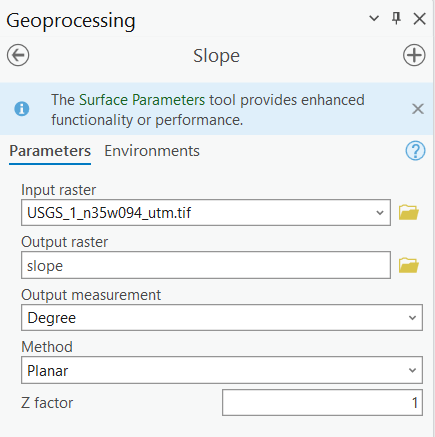 Geoprocessing
Slope
The Surface Parameters tool provides enhanced
functionality or performance.
Parameters Environments
Input raster
USGS_1_n35w094_utm.tif
Output raster
slope
Output measurement
Degree
Method
Planar
Z factor 1